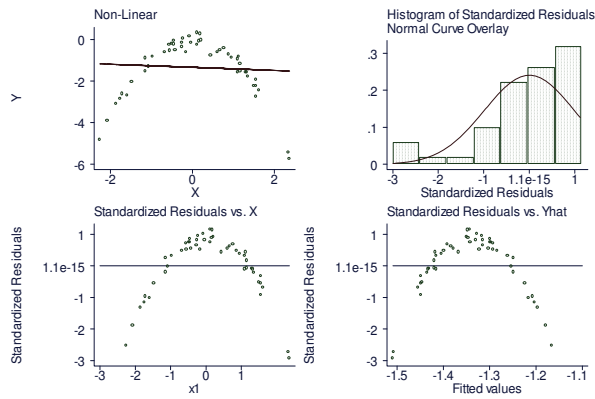 Non-Linear
0
-2
-4
-6
Y
-2
0
2
X
Histogram of Standardized Residuals
Normal Curve Overlay
.3
.2
.1
0
-3
-2
-1
1.1e-15
1
Standardized Residuals
Standardized Residuals vs. X
Standardized Residuals
1
1.1e-15
-1
-2
-3
-3
-2
-1
0
1
2
x1
Standardized Residuals vs. Yhat
Standardized Residuals
1
1.1e-15
-1
-2
-3
-1.5
-1.4
-1.3
-1.2
-1.1
Fitted values